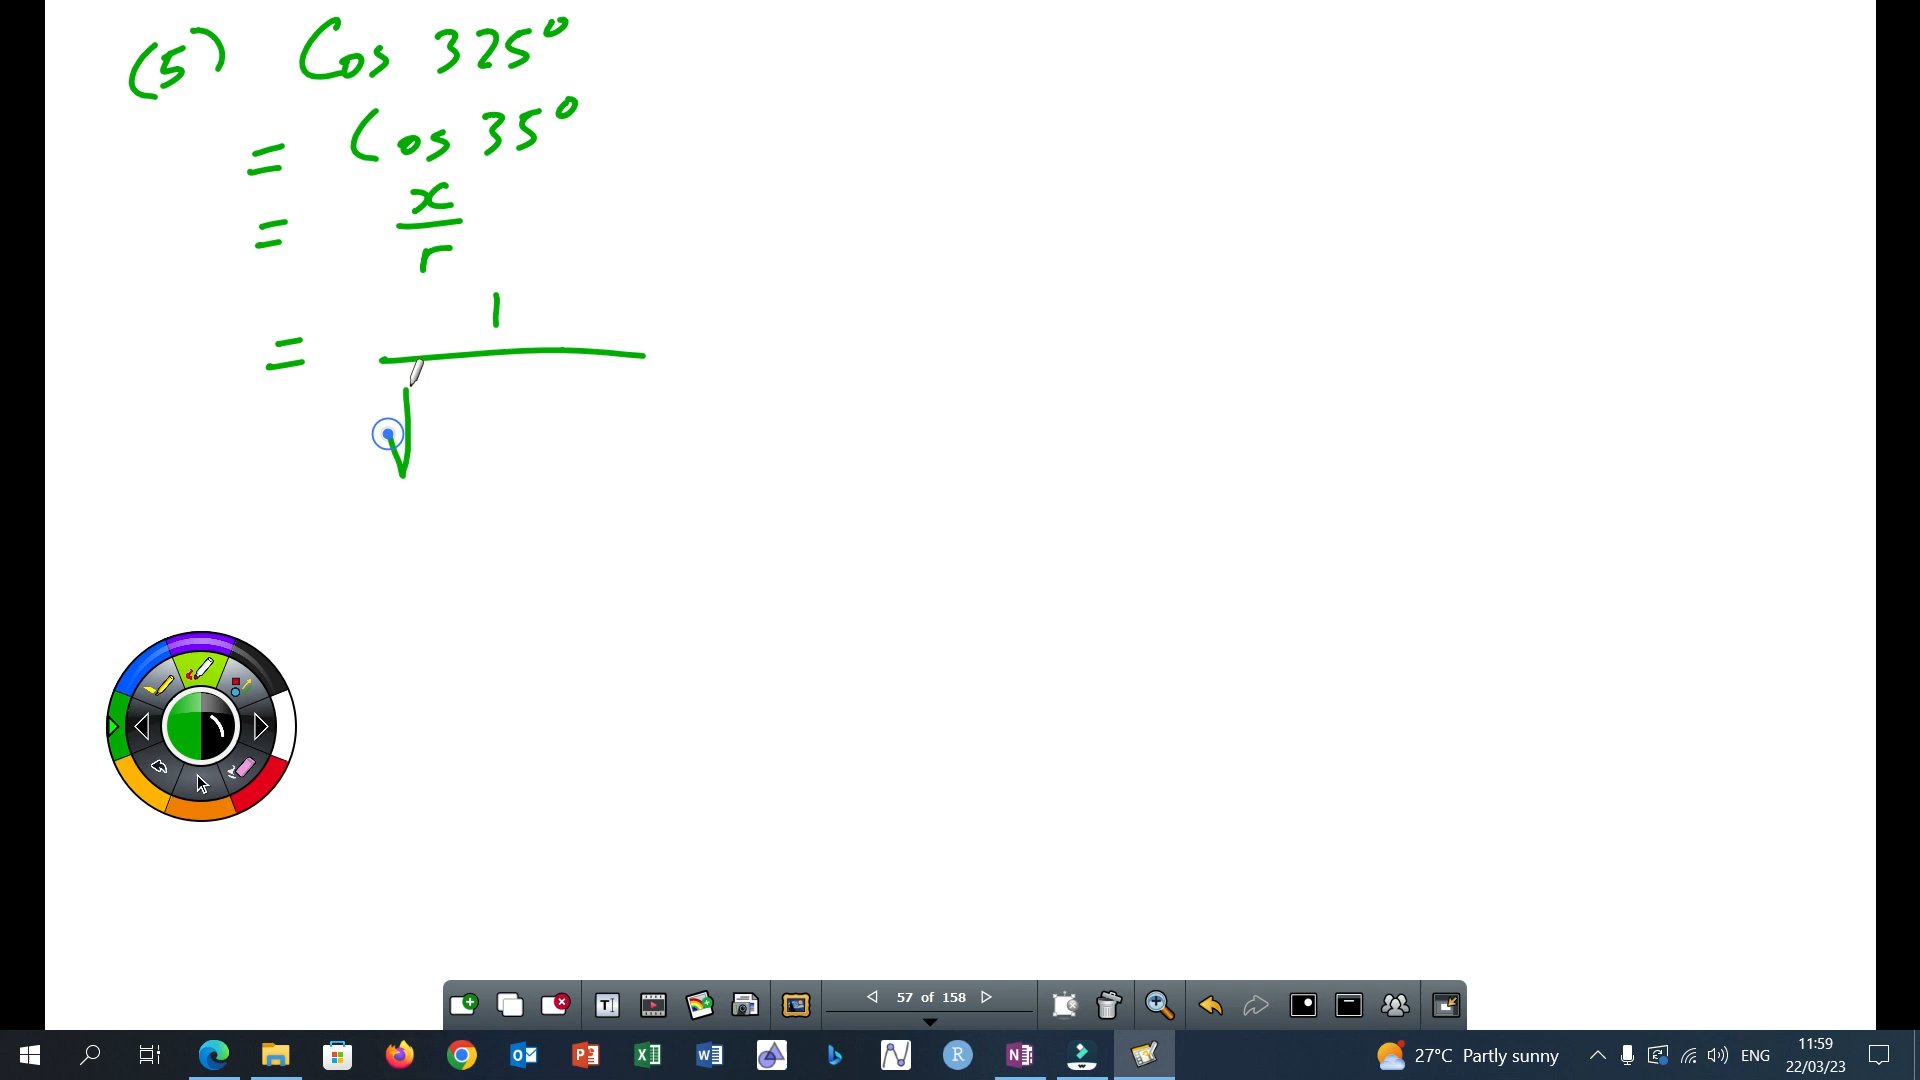 (5) Cos 325°
= Cos 35°
= x
r
= 1
√
57 of 158
27°C Partly sunny
ENG
11:59
22/03/23